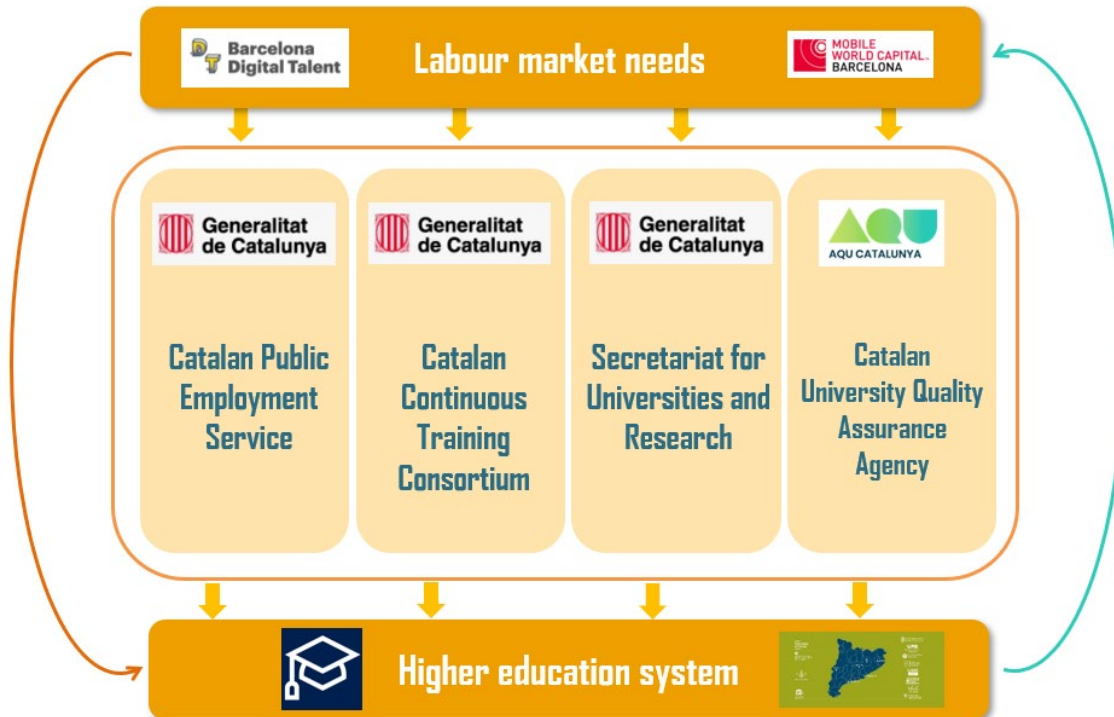 Barcelona
Digital Talent
Labour market needs
MOBILE
WORLD CAPITAL™
BARCELONA
Generalitat
de Catalunya
Generalitat
de Catalunya
Generalitat
de Catalunya
AQU
AQU CATALUNYA
Catalan Public
Employment
Service
Catalan
Continuous
Training
Consortium
Secretariat for
Universities and
Research
Catalan
University Quality
Assurance
Agency
Higher education system